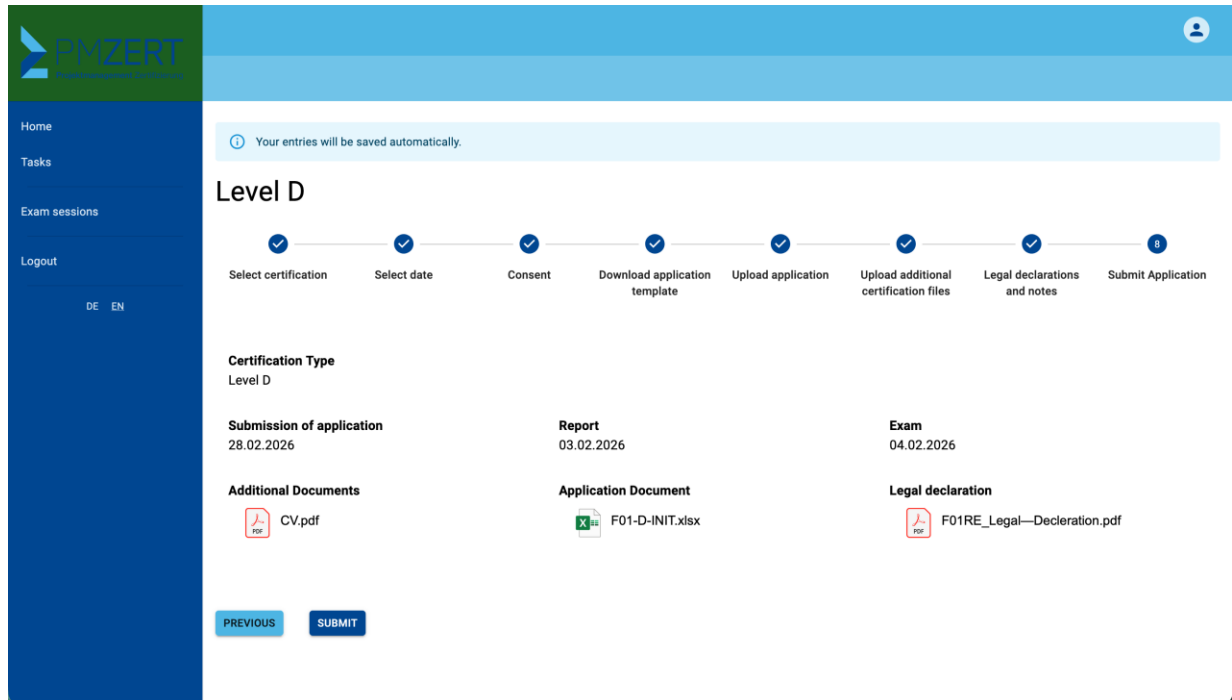 PMZERT
Home
Tasks
Exam sessions
Logout
DE EN
Your entries will be saved automatically.
Level D
8
Select certification
Select date
Consent
Download application
template
Upload application
Upload additional
certification files
Legal declarations
and notes
Submit Application
Certification Type
Level D
Submission of application
28.02.2026
Report
03.02.2026
Exam
04.02.2026
Additional Documents
PDF CV.pdf
Application Document
X F01-D-INIT.xlsx
Legal declaration
PDF F01RE_Legal—Decleration.pdf
PREVIOUS
SUBMIT